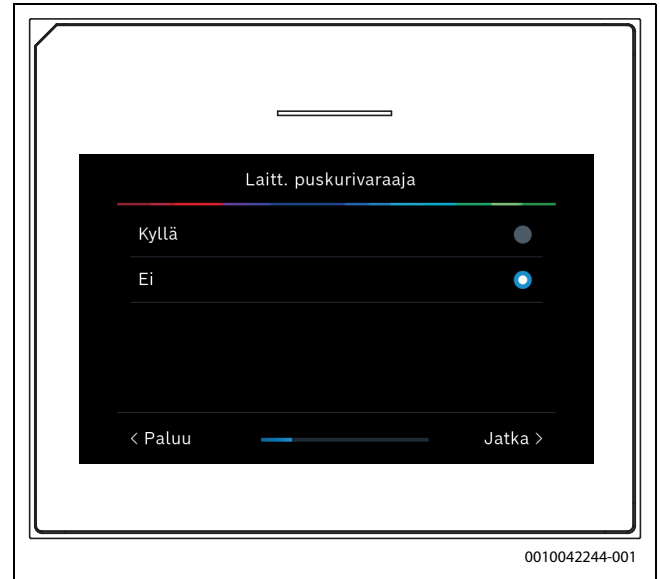 Laitt. puskurivaraaja
Kyllä
Ei
< Paluu
Jatka >
0010042244-001